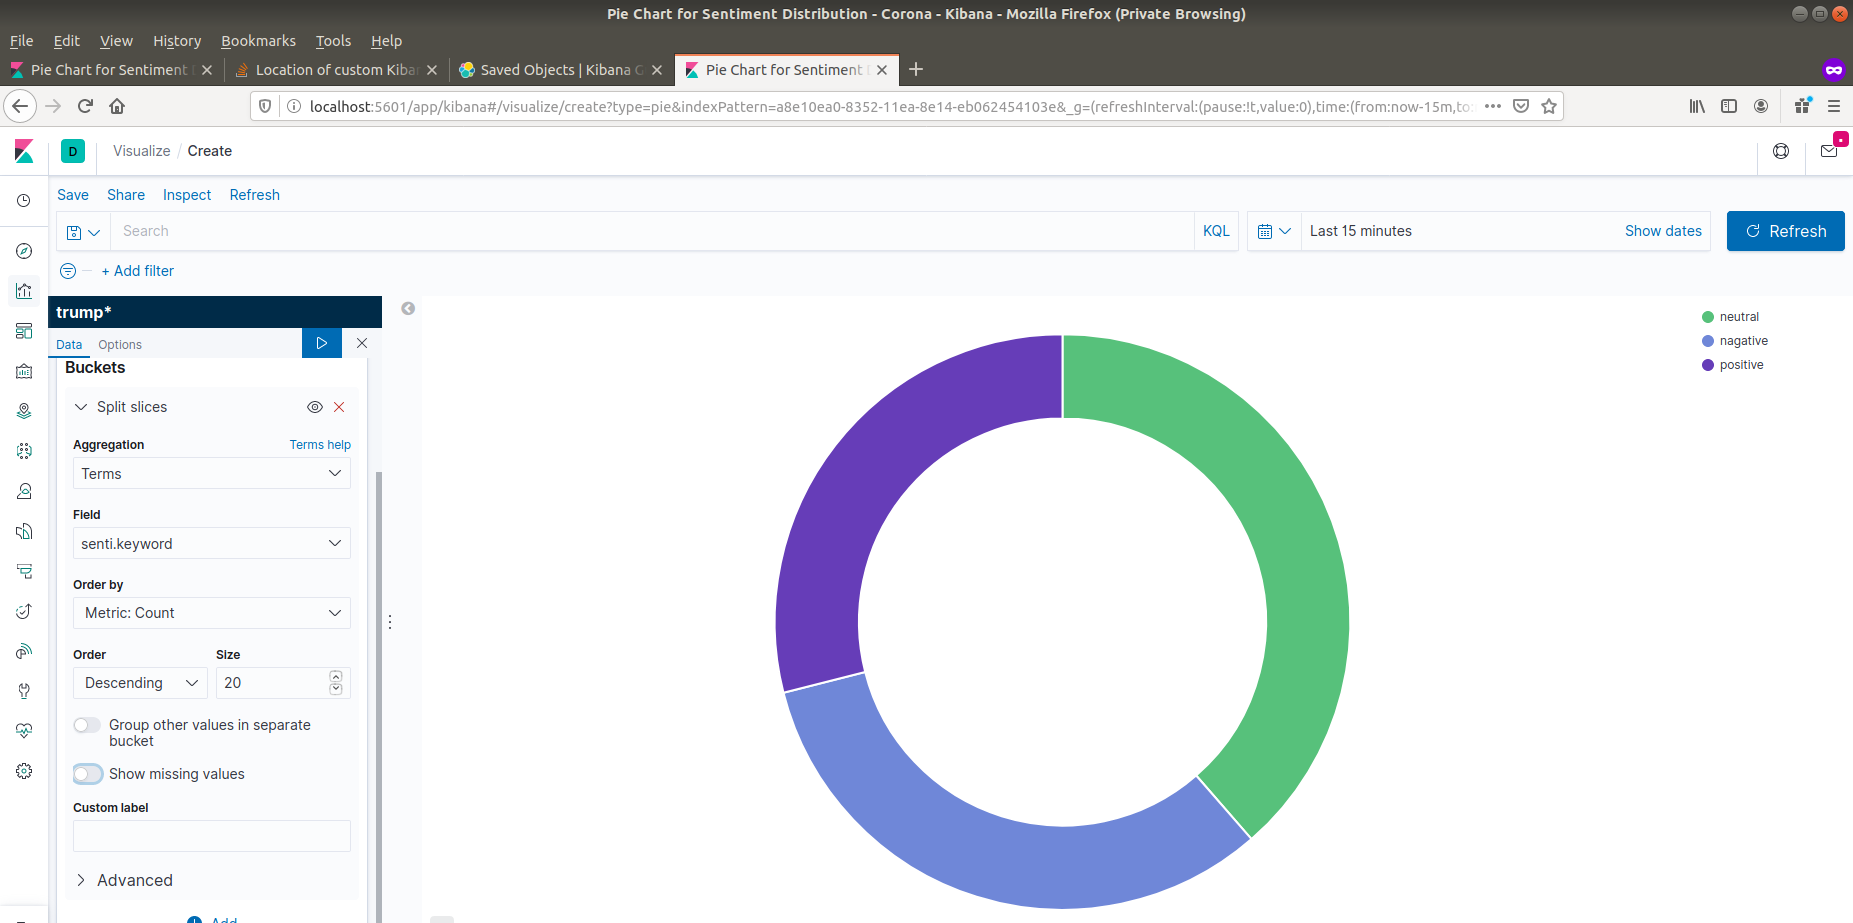 Pie Chart for Sentiment Distribution - Corona - Kibana - Mozilla Firefox (Private Browsing)
File Edit View History Bookmarks Tools Help
Pie Chart for Sentiment
Location of custom Kiba
Saved Objects | Kibana G
Pie Chart for Sentiment
localhost:5601/app/kibana#/visualize/create?type=pie&indexPattern=a8e10ea0-8352-11ea-8e14-eb062454103e&_g=(refreshInterval:(pause:!t,value:0),time:(from:now-15m,to:
D
Visualize / Create
Save Share Inspect Refresh
Search
KQL
Last 15 minutes
Show dates
Refresh
+ Add filter
trump*
Data Options
Buckets
Split slices
Aggregation
Terms help
Terms
Field
senti.keyword
Order by
Metric: Count
Order Size
Descending 20
Group other values in separate
bucket
Show missing values
Custom label
Advanced
Add
neutral
nagative
positive